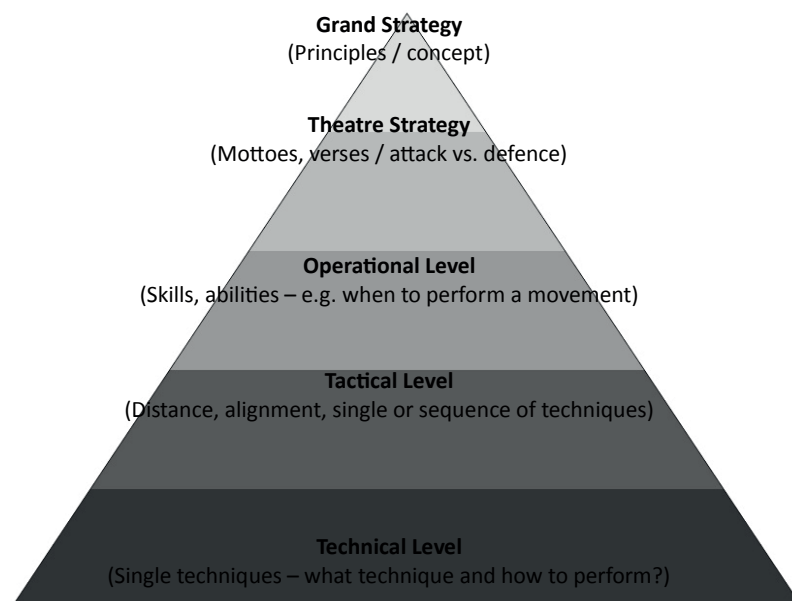 Grand Strategy
(Principles / concept)
Theatre Strategy
(Mottoes, verses / attack vs. defence)
Operational Level
(Skills, abilities – e.g. when to perform a movement)
Tactical Level
(Distance, alignment, single or sequence of techniques)
Technical Level
(Single techniques – what technique and how to perform?)